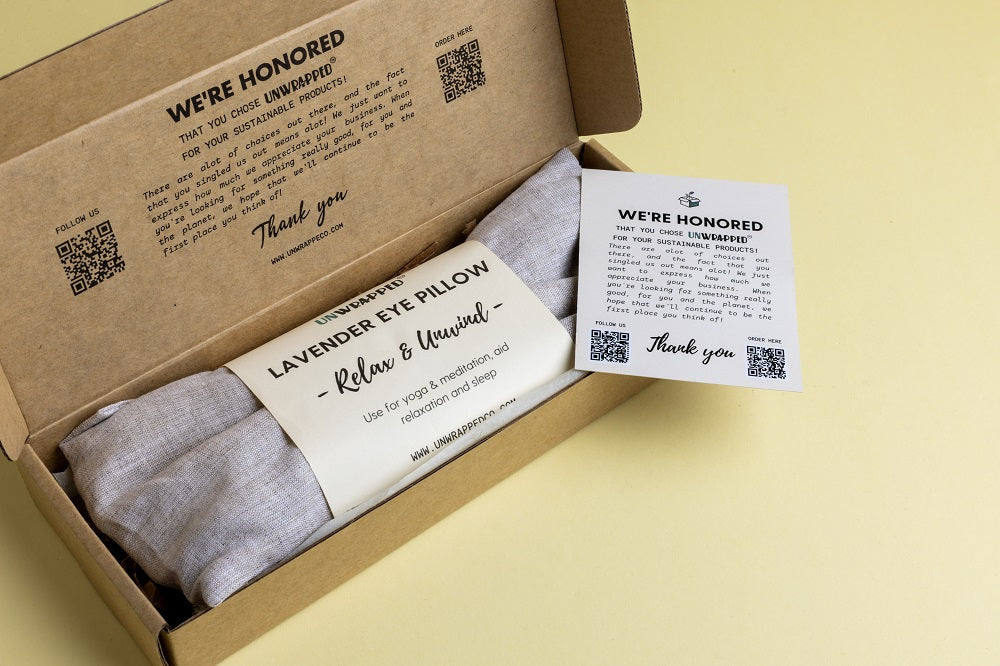 WE'RE HONORED
THAT YOU CHOSE UNWRAPPED®
FOR YOUR SUSTAINABLE PRODUCTS!
There are alot of choices out there, and the fact
that you singled us out means alot! We just want to
express how much we appreciate your business. When
you're looking for something really good, for you and
the planet, we hope that we'll continue to be the
first place you think of!
Thank you
WWW.UNWRAPPEDCO.COM
FOLLOW US
ORDER HERE
UNWRAPPED®
LAVENDER EYE PILLOW
- Relax & Unwind -
Use for yoga & meditation, aid
relaxation and sleep
WWW.UNWRAPPEDCO.COM
WE'RE HONORED
THAT YOU CHOSE UNWRAPPED®
FOR YOUR SUSTAINABLE PRODUCTS!
There are alot of choices out
there, and the fact that you
singled us out means alot! We just
want to express how much we
appreciate your business. When
you're looking for something really
good, for you and the planet, we
hope that we'll continue to be the
first place you think of!
FOLLOW US
Thank you
ORDER HERE